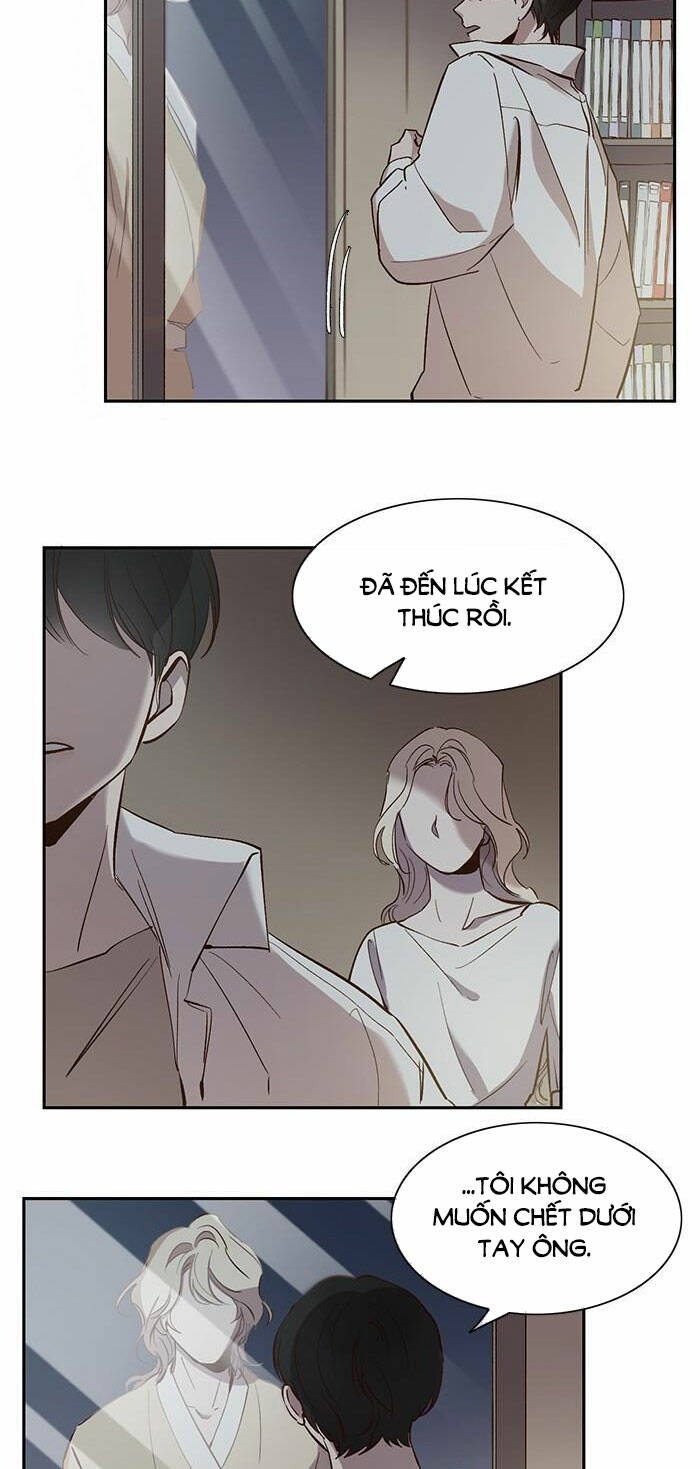 ĐÃ ĐẾN LÚC KẾT
THÚC RỒI.
...TÔI KHÔNG
MUỐN CHẾT DƯỚI
TAY ÔNG.